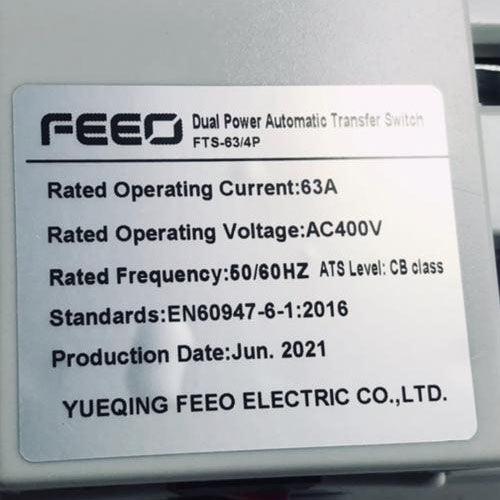 FEEO Dual Power Automatic Transfer Switch
FTS-63/4P
Rated Operating Current:63A
Rated Operating Voltage:AC400V
Rated Frequency:50/60HZ ATS Level: CB class
Standards:EN60947-6-1:2016
Production Date:Jun. 2021
YUEQING FEEO ELECTRIC CO.,LTD.